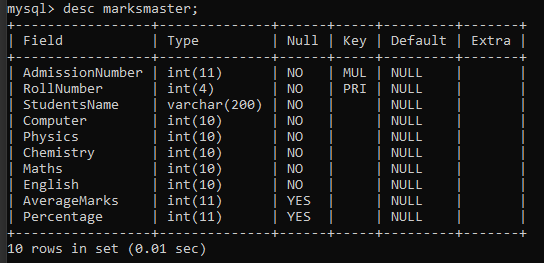 mysql> desc marksmaster;
+-----------------+--------------+------+-----+---------+-------+
| Field           | Type         | Null | Key | Default | Extra |
+-----------------+--------------+------+-----+---------+-------+
| AdmissionNumber | int(11)      | NO   | MUL | NULL    |       |
| RollNumber      | int(4)       | NO   | PRI | NULL    |       |
| StudentsName    | varchar(200) | NO   |     | NULL    |       |
| Computer        | int(10)      | NO   |     | NULL    |       |
| Physics         | int(10)      | NO   |     | NULL    |       |
| Chemistry       | int(10)      | NO   |     | NULL    |       |
| Maths           | int(10)      | NO   |     | NULL    |       |
| English         | int(10)      | NO   |     | NULL    |       |
| AverageMarks    | int(11)      | YES  |     | NULL    |       |
| Percentage      | int(11)      | YES  |     | NULL    |       |
+-----------------+--------------+------+-----+---------+-------+
10 rows in set (0.01 sec)